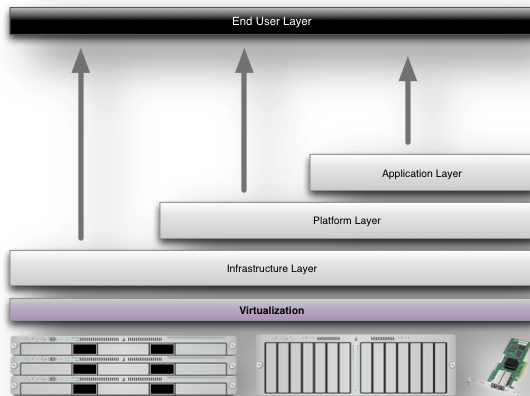 End User Layer
Application Layer
Platform Layer
Infrastructure Layer
Virtualization